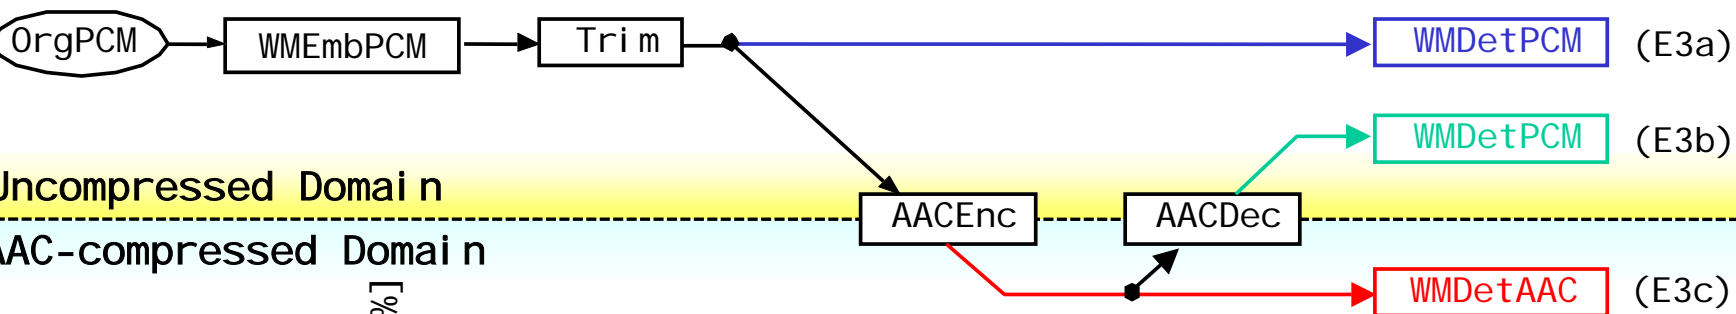 OrgPCM WMEmbPCM Trim WMDetPCM (E3a)
WMDetPCM (E3b)
Uncompressed Domain
AACEnc AACDec
AAC-compressed Domain
WMDetAAC (E3c)
[%